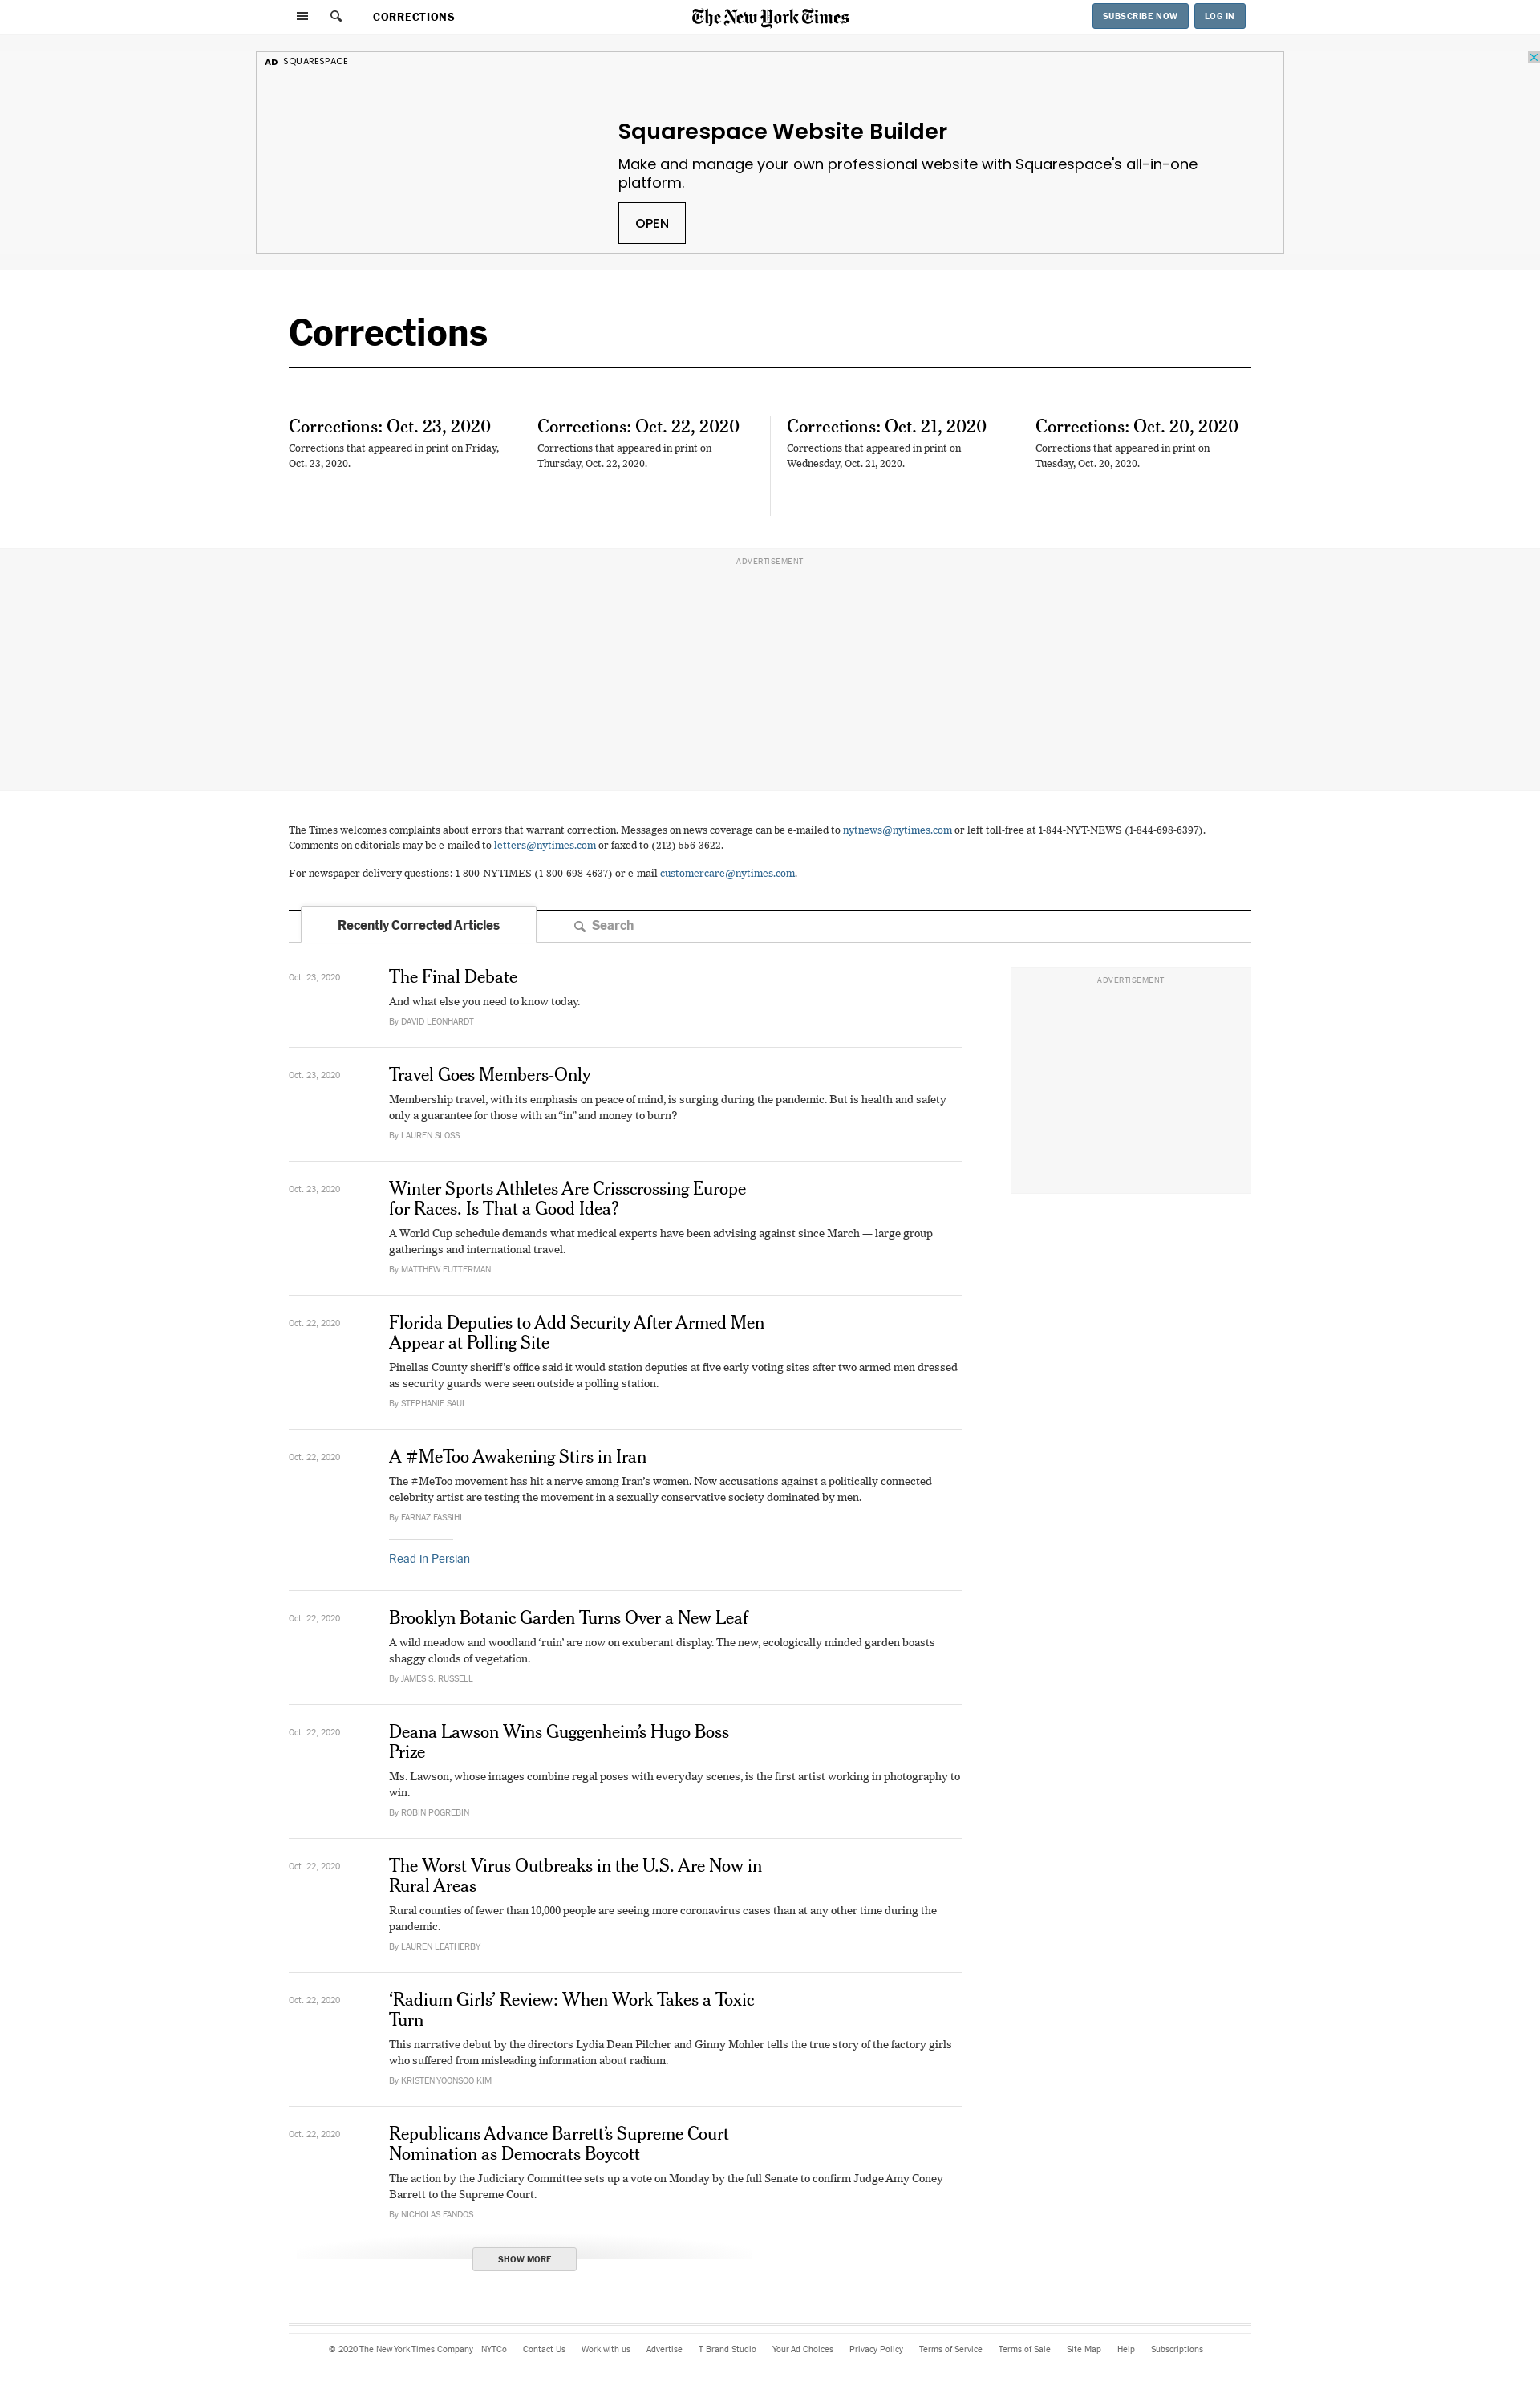 CORRECTIONS
The New York Times
SUBSCRIBE NOW
LOG IN
AD SQUARESPACE
Squarespace Website Builder
Make and manage your own professional website with Squarespace's all-in-one
platform.
OPEN
Corrections
Corrections: Oct. 23, 2020
Corrections that appeared in print on Friday,
Oct. 23, 2020.
Corrections: Oct. 22, 2020
Corrections that appeared in print on
Thursday, Oct. 22, 2020.
Corrections: Oct. 21, 2020
Corrections that appeared in print on
Wednesday, Oct. 21, 2020.
Corrections: Oct. 20, 2020
Corrections that appeared in print on
Tuesday, Oct. 20, 2020.
ADVERTISEMENT
The Times welcomes complaints about errors that warrant correction. Messages on news coverage can be e-mailed to nytnews@nytimes.com or left toll-free at 1-844-NYT-NEWS (1-844-698-6397).
Comments on editorials may be e-mailed to letters@nytimes.com or faxed to (212) 556-3622.
For newspaper delivery questions: 1-800-NYTIMES (1-800-698-4637) or e-mail customercare@nytimes.com.
Recently Corrected Articles
Search
Oct. 23, 2020
The Final Debate
And what else you need to know today.
By DAVID LEONHARDT
ADVERTISEMENT
Oct. 23, 2020
Travel Goes Members-Only
Membership travel, with its emphasis on peace of mind, is surging during the pandemic. But is health and safety
only a guarantee for those with an “in” and money to burn?
By LAUREN SLOSS
Oct. 23, 2020
Winter Sports Athletes Are Crisscrossing Europe
for Races. Is That a Good Idea?
A World Cup schedule demands what medical experts have been advising against since March — large group
gatherings and international travel.
By MATTHEW FUTTERMAN
Oct. 22, 2020
Florida Deputies to Add Security After Armed Men
Appear at Polling Site
Pinellas County sheriff’s office said it would station deputies at five early voting sites after two armed men dressed
as security guards were seen outside a polling station.
By STEPHANIE SAUL
Oct. 22, 2020
A #MeToo Awakening Stirs in Iran
The #MeToo movement has hit a nerve among Iran’s women. Now accusations against a politically connected
celebrity artist are testing the movement in a sexually conservative society dominated by men.
By FARNAZ FASSIHI
Read in Persian
Oct. 22, 2020
Brooklyn Botanic Garden Turns Over a New Leaf
A wild meadow and woodland ‘ruin’ are now on exuberant display. The new, ecologically minded garden boasts
shaggy clouds of vegetation.
By JAMES S. RUSSELL
Oct. 22, 2020
Deana Lawson Wins Guggenheim’s Hugo Boss
Prize
Ms. Lawson, whose images combine regal poses with everyday scenes, is the first artist working in photography to
win.
By ROBIN POGREBIN
Oct. 22, 2020
The Worst Virus Outbreaks in the U.S. Are Now in
Rural Areas
Rural counties of fewer than 10,000 people are seeing more coronavirus cases than at any other time during the
pandemic.
By LAUREN LEATHERBY
Oct. 22, 2020
‘Radium Girls’ Review: When Work Takes a Toxic
Turn
This narrative debut by the directors Lydia Dean Pilcher and Ginny Mohler tells the true story of the factory girls
who suffered from misleading information about radium.
By KRISTEN YOONSOO KIM
Oct. 22, 2020
Republicans Advance Barrett’s Supreme Court
Nomination as Democrats Boycott
The action by the Judiciary Committee sets up a vote on Monday by the full Senate to confirm Judge Amy Coney
Barrett to the Supreme Court.
By NICHOLAS FANDOS
SHOW MORE
© 2020 The New York Times Company NYTCo Contact Us Work with us Advertise T Brand Studio Your Ad Choices Privacy Policy Terms of Service Terms of Sale Site Map Help Subscriptions